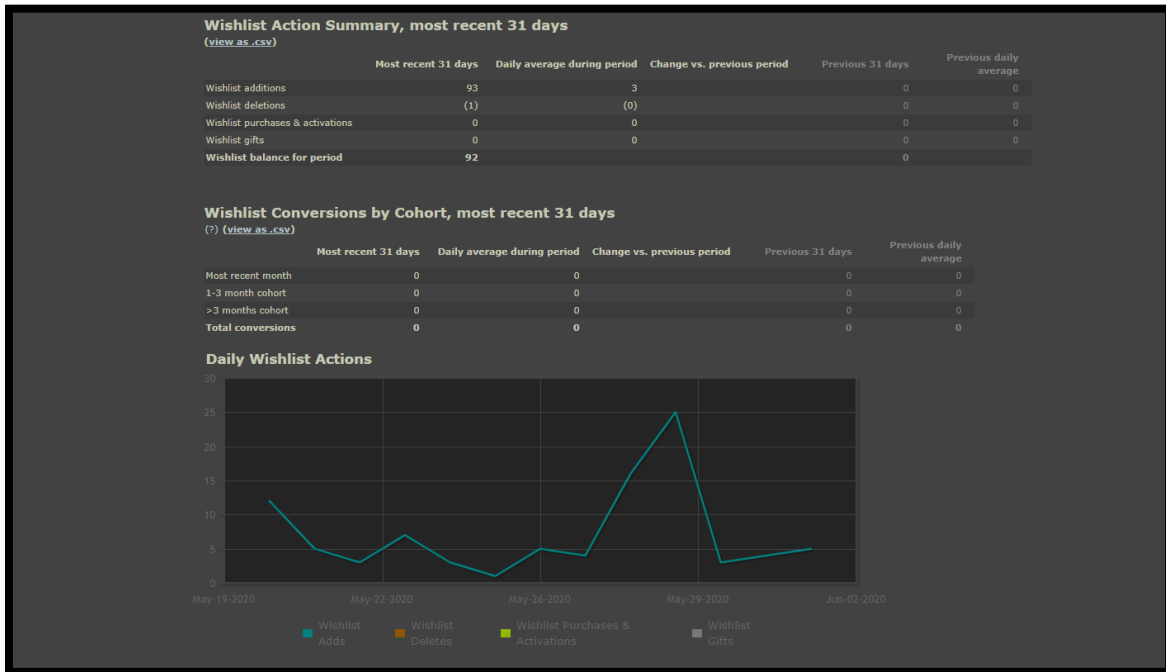 Wishlist Action Summary, most recent 31 days
(view as .csv)
Most recent 31 days Daily average during period Change vs. previous period Previous 31 days Previous daily average
Wishlist additions 93 3 0 0
Wishlist deletions (1) (0) 0 0
Wishlist purchases & activations 0 0 0 0
Wishlist gifts 0 0 0 0
Wishlist balance for period 92 0
Wishlist Conversions by Cohort, most recent 31 days
(?) (view as .csv)
Most recent 31 days Daily average during period Change vs. previous period Previous 31 days Previous daily average
Most recent month 0 0 0 0
1-3 month cohort 0 0 0 0
>3 months cohort 0 0 0 0
Total conversions 0 0 0 0
Daily Wishlist Actions
30
25
20
15
10
5
0
May-19-2020 May-22-2020 May-26-2020 May-29-2020 Jun-02-2020
Wishlist Adds Wishlist Deletes Wishlist Purchases & Activations Wishlist Gifts